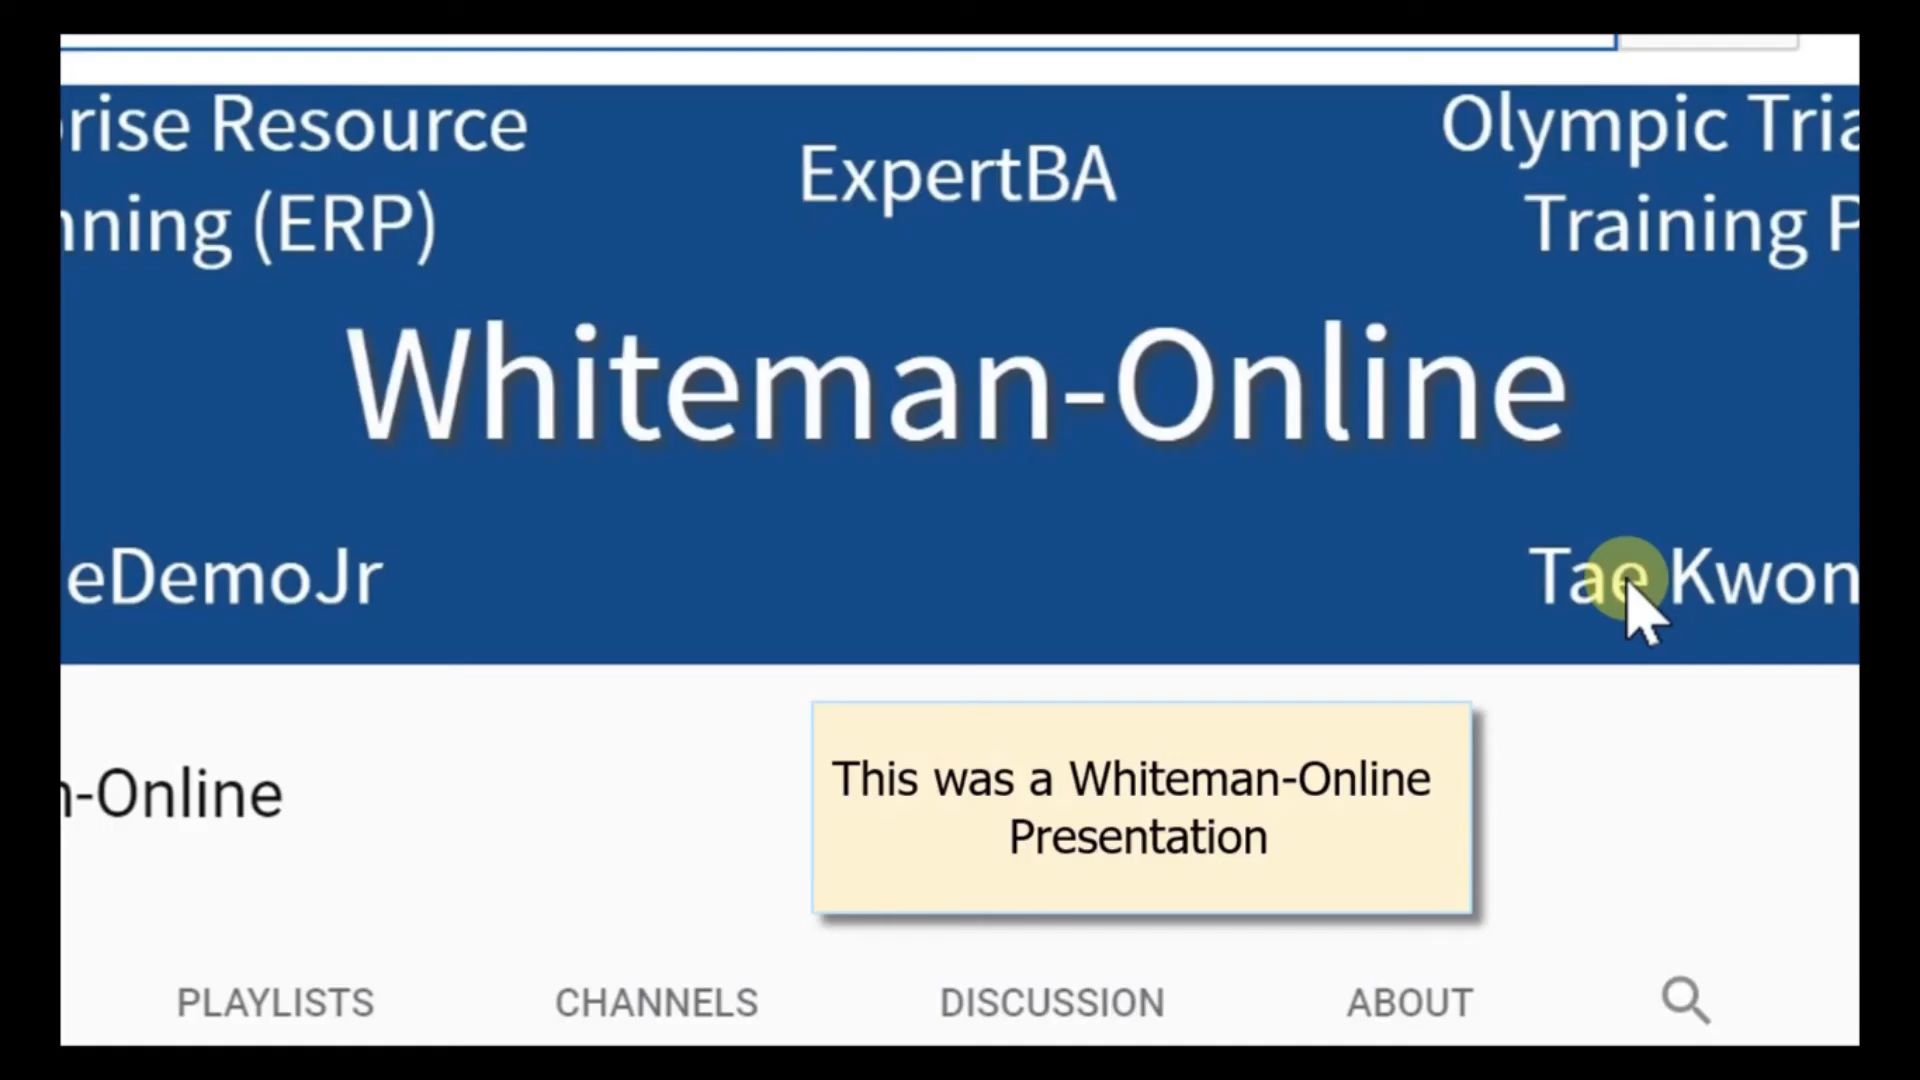 rise Resource
nning (ERP)
ExpertBA
Olympic Tria
Training P
Whiteman-Online
eDemoJr
Tae Kwon
n-Online
This was a Whiteman-Online
Presentation
PLAYLISTS
CHANNELS
DISCUSSION
ABOUT